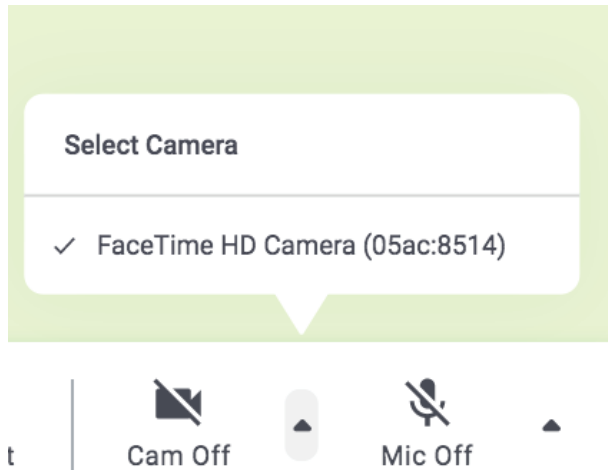 Select Camera
FaceTime HD Camera (05ac:8514)
t
Cam Off
Mic Off